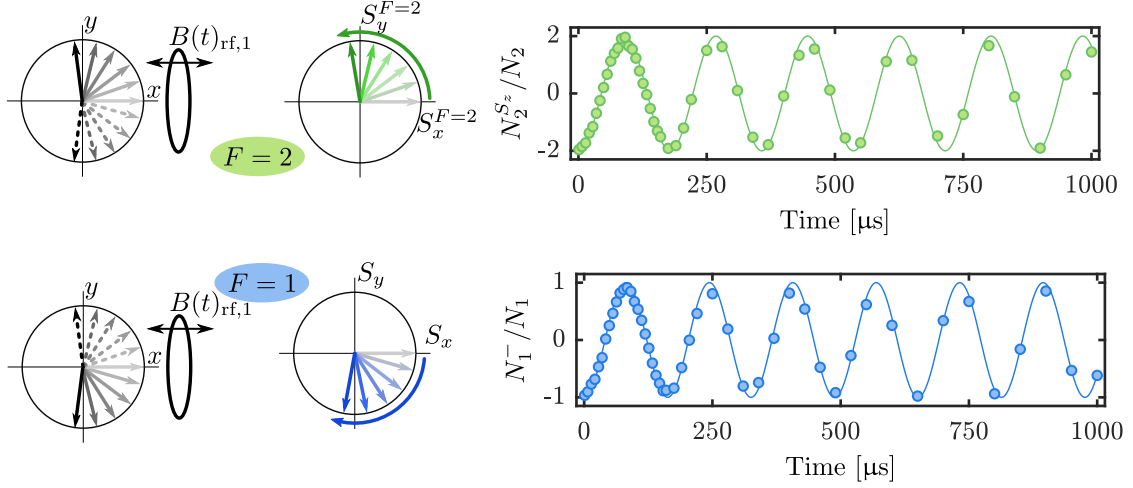 y
B(t)rf,1
x
F = 2
S_y^{F=2}
S_x^{F=2}
N_2^{S_z}/N_2
2
0
-2
0
250
500
750
1000
Time [μs]
y
B(t)rf,1
x
F = 1
S_y
S_x
N_1^-/N_1
1
0
-1
0
250
500
750
1000
Time [μs]